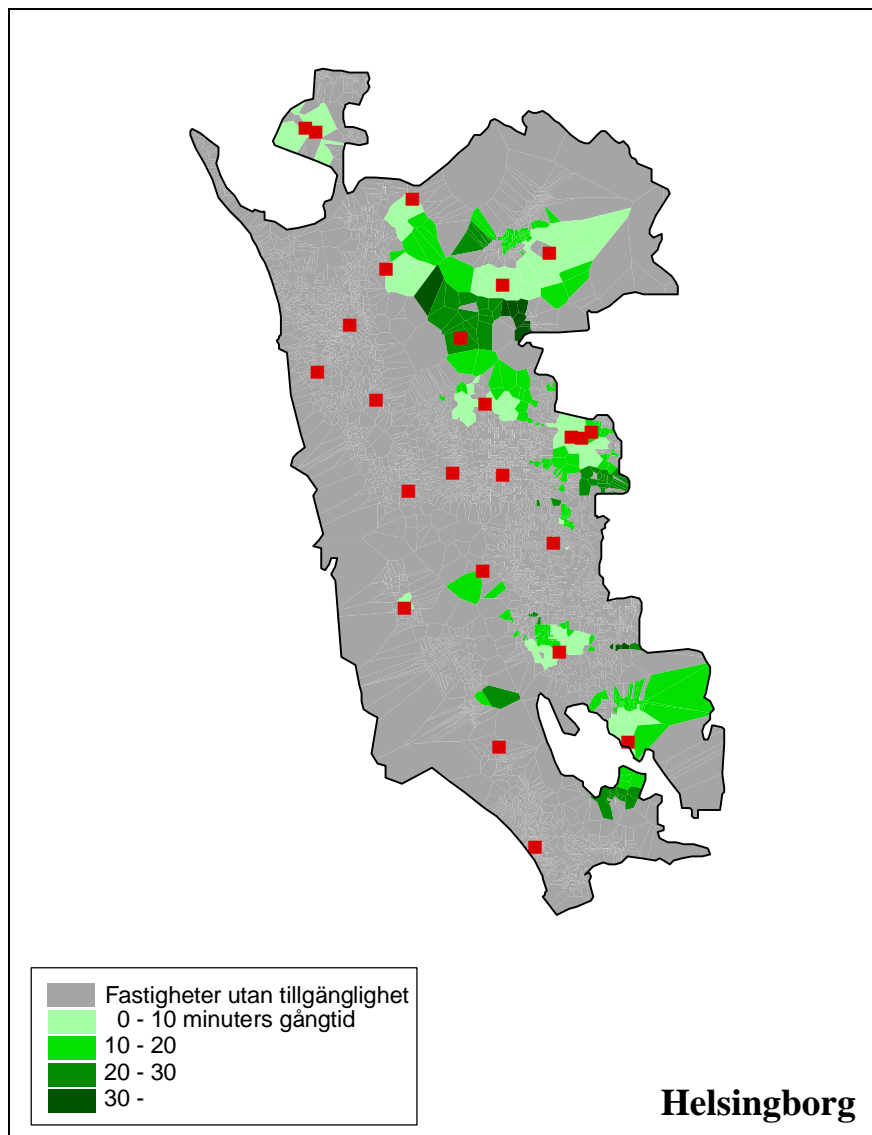 Fastigheter utan tillgänglighet
0 - 10 minuters gångtid
10 - 20
20 - 30
30 -
Helsingborg